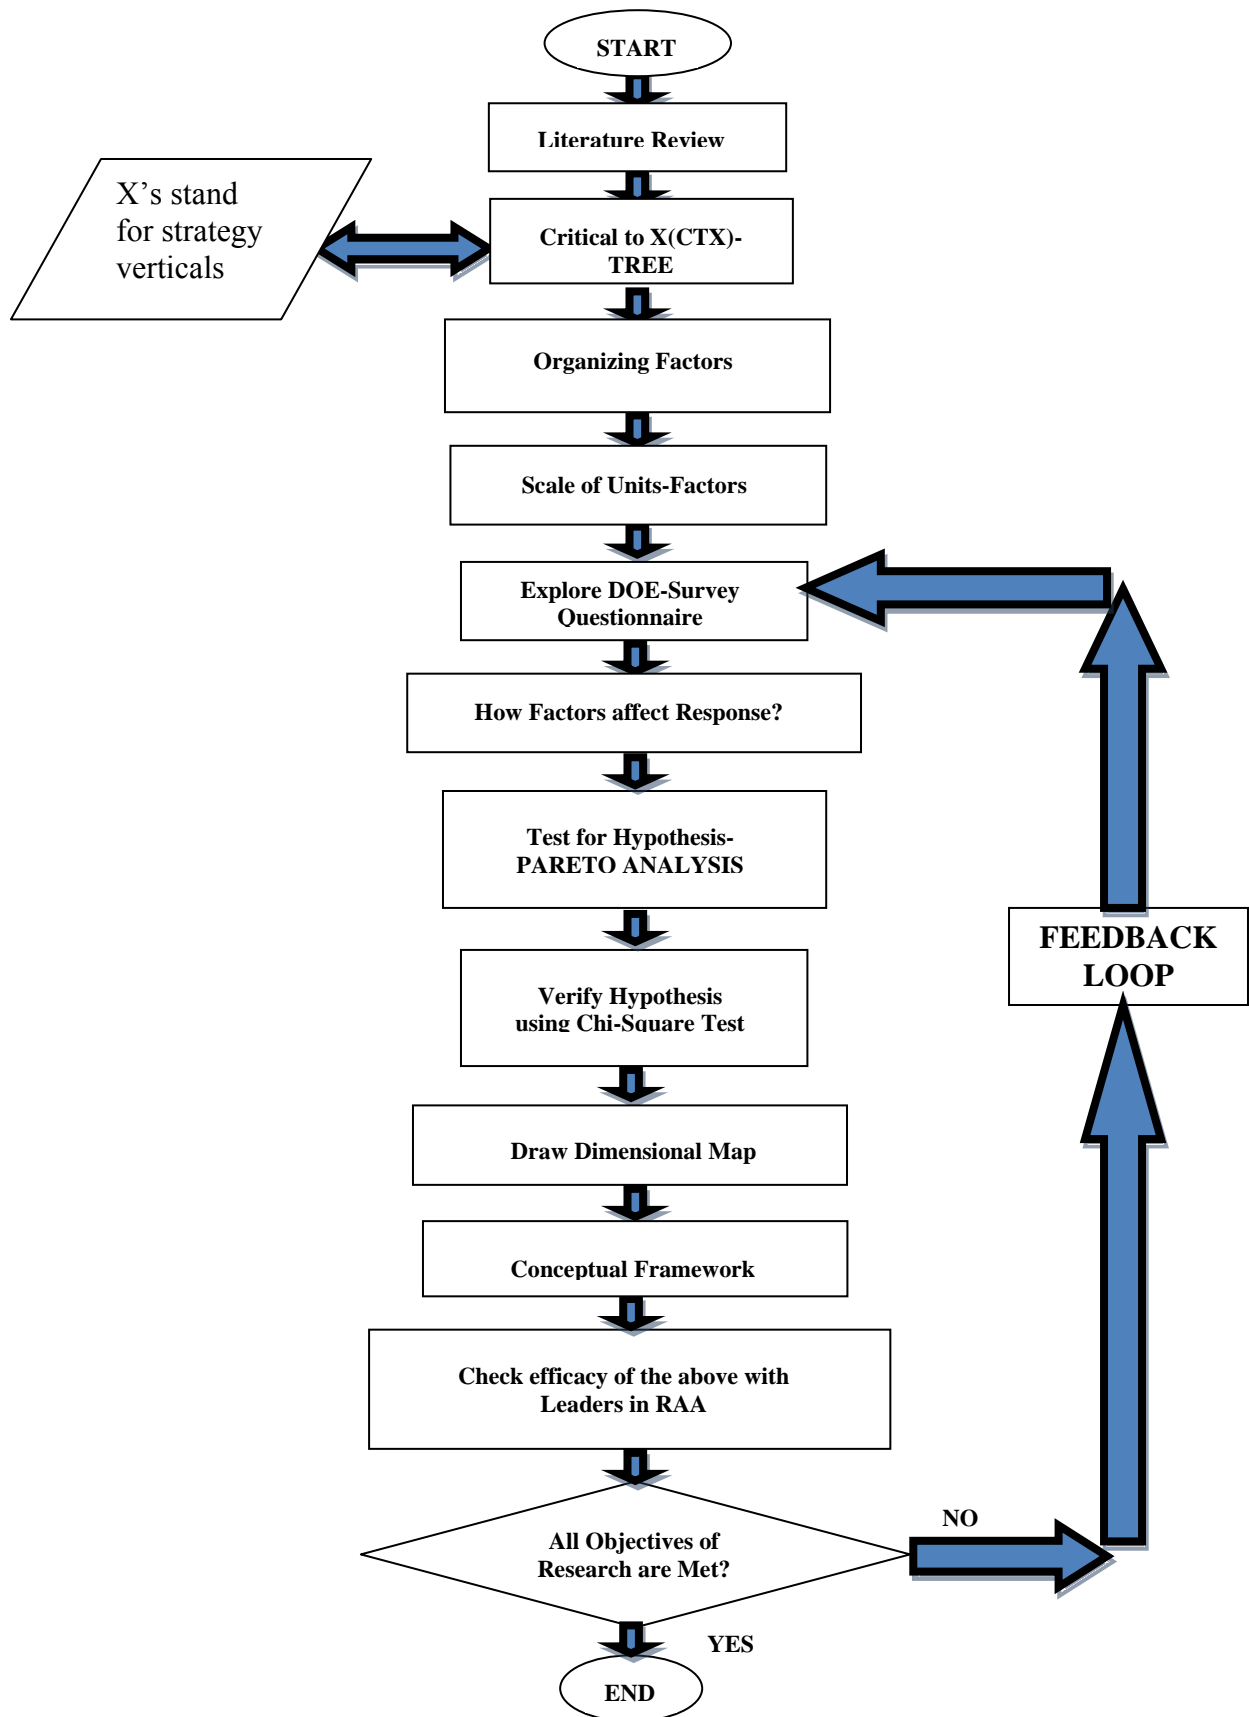 START
Literature Review
X’s stand
for strategy
verticals
Critical to X(CTX)-
TREE
Organizing Factors
Scale of Units-Factors
Explore DOE-Survey
Questionnaire
How Factors affect Response?
Test for Hypothesis-
PARETO ANALYSIS
FEEDBACK
LOOP
Verify Hypothesis
using Chi-Square Test
Draw Dimensional Map
Conceptual Framework
Check efficacy of the above with
Leaders in RAA
NO
All Objectives of
Research are Met?
YES
END